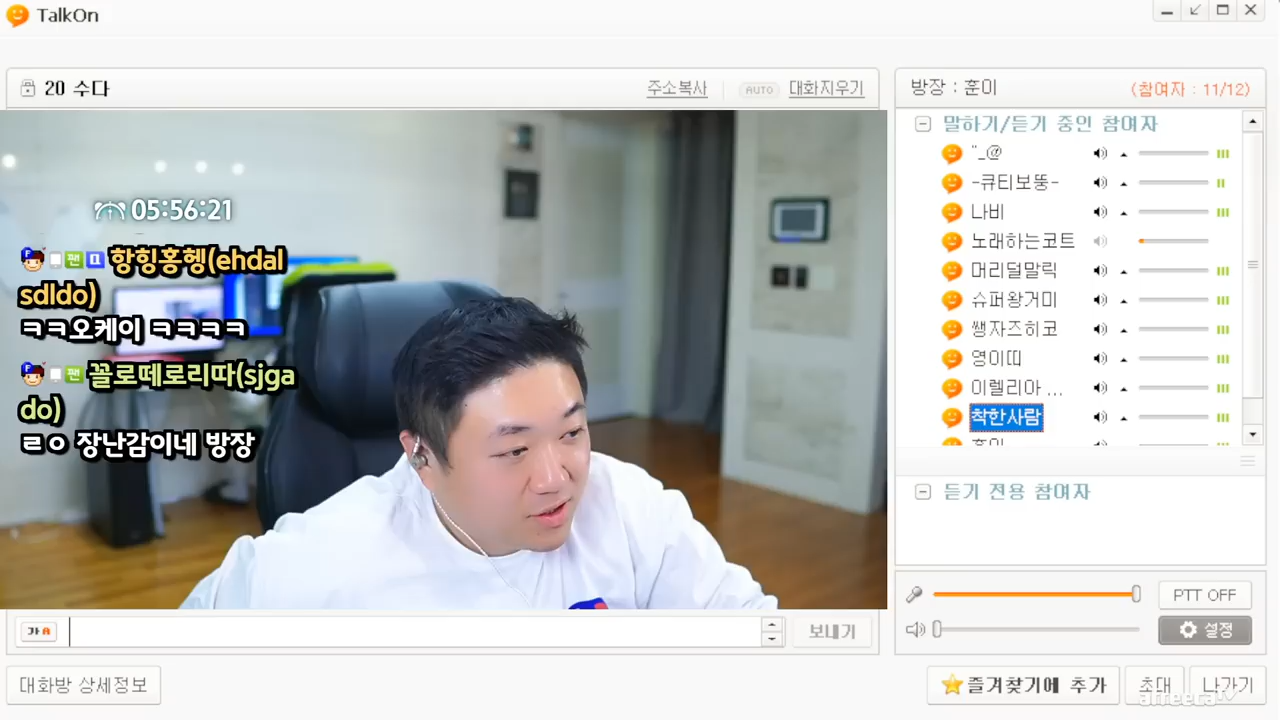 TalkOn
20 수다
주소복사
AUTO
대화지우기
방장 : 훈이
(참여자 : 11/12)
말하기/듣기 중인 참여자
"_@
-큐티보뚱-
나비
노래하는코트
머리덜말릭
슈퍼왕거미
쌩자즈히코
영이띠
이렐리아 ...
착한사람
훈이
듣기 전용 참여자
05:56:21
팬
항힝홍헹(ehdal
sdldo)
ㅋㅋ오케이 ㅋㅋㅋㅋ
팬
꼴로떼로리따(sjga
do)
ㄹㅇ 장난감이네 방장
가A
보내기
PTT OFF
설정
대화방 상세정보
즐겨찾기에 추가
초대
나가기
afreecaTV